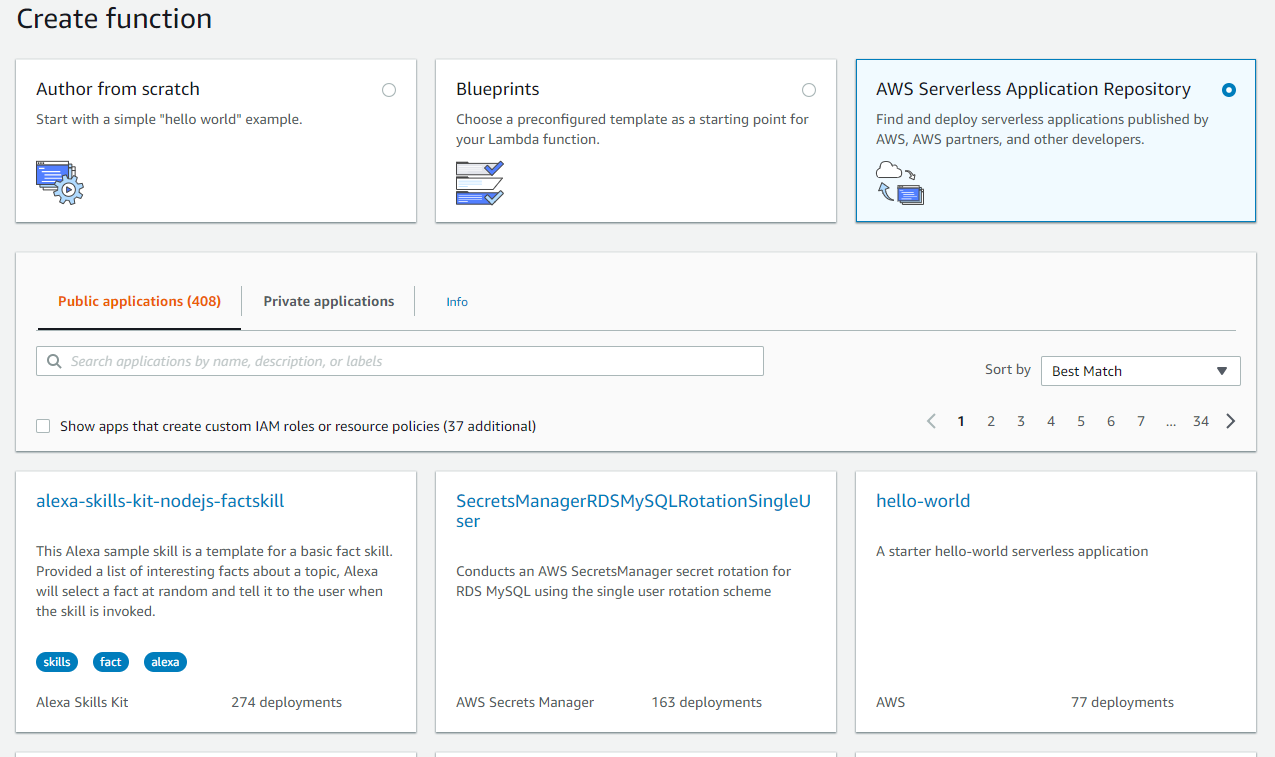 Create function
Author from scratch
Start with a simple "hello world" example.
Blueprints
Choose a preconfigured template as a starting point for
your Lambda function.
AWS Serverless Application Repository
Find and deploy serverless applications published by
AWS, AWS partners, and other developers.
Public applications (408)
Private applications
Info
Search applications by name, description, or labels
Sort by
Best Match
Show apps that create custom IAM roles or resource policies (37 additional)
1 2 3 4 5 6 7 ... 34
alexa-skills-kit-nodejs-factskill
This Alexa sample skill is a template for a basic fact skill.
Provided a list of interesting facts about a topic, Alexa
will select a fact at random and tell it to the user when
the skill is invoked.
skills fact alexa
Alexa Skills Kit 274 deployments
SecretsManagerRDSMySQLRotationSingleU
ser
Conducts an AWS SecretsManager secret rotation for
RDS MySQL using the single user rotation scheme
AWS Secrets Manager 163 deployments
hello-world
A starter hello-world serverless application
AWS 77 deployments